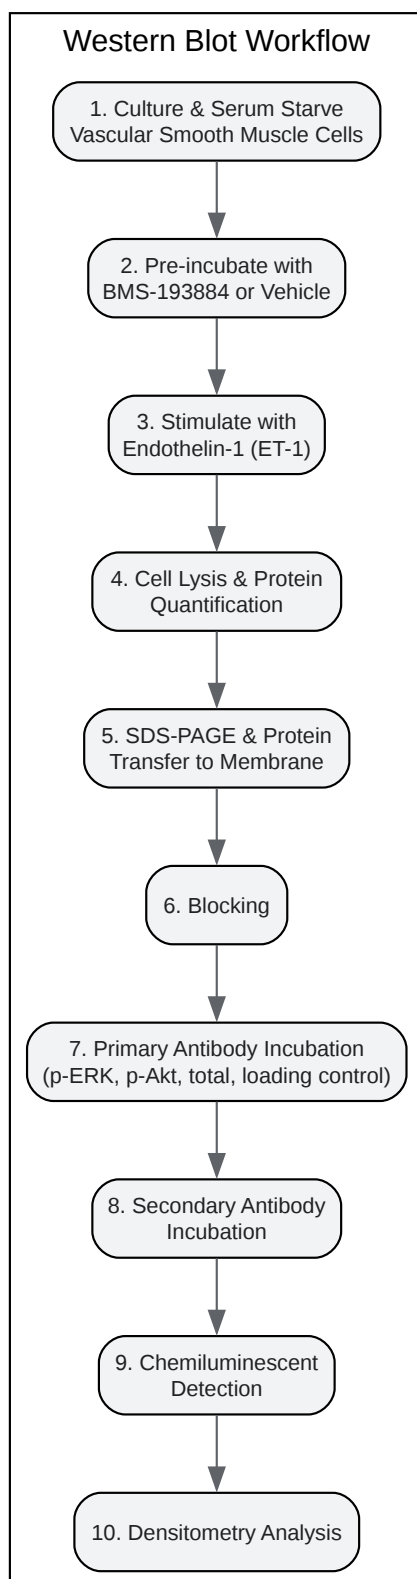 Western Blot Workflow
1. Culture & Serum Starve
Vascular Smooth Muscle Cells
2. Pre-incubate with
BMS-193884 or Vehicle
3. Stimulate with
Endothelin-1 (ET-1)
4. Cell Lysis & Protein
Quantification
5. SDS-PAGE & Protein
Transfer to Membrane
6. Blocking
7. Primary Antibody Incubation
(p-ERK, p-Akt, total, loading control)
8. Secondary Antibody
Incubation
9. Chemiluminescent
Detection
10. Densitometry Analysis